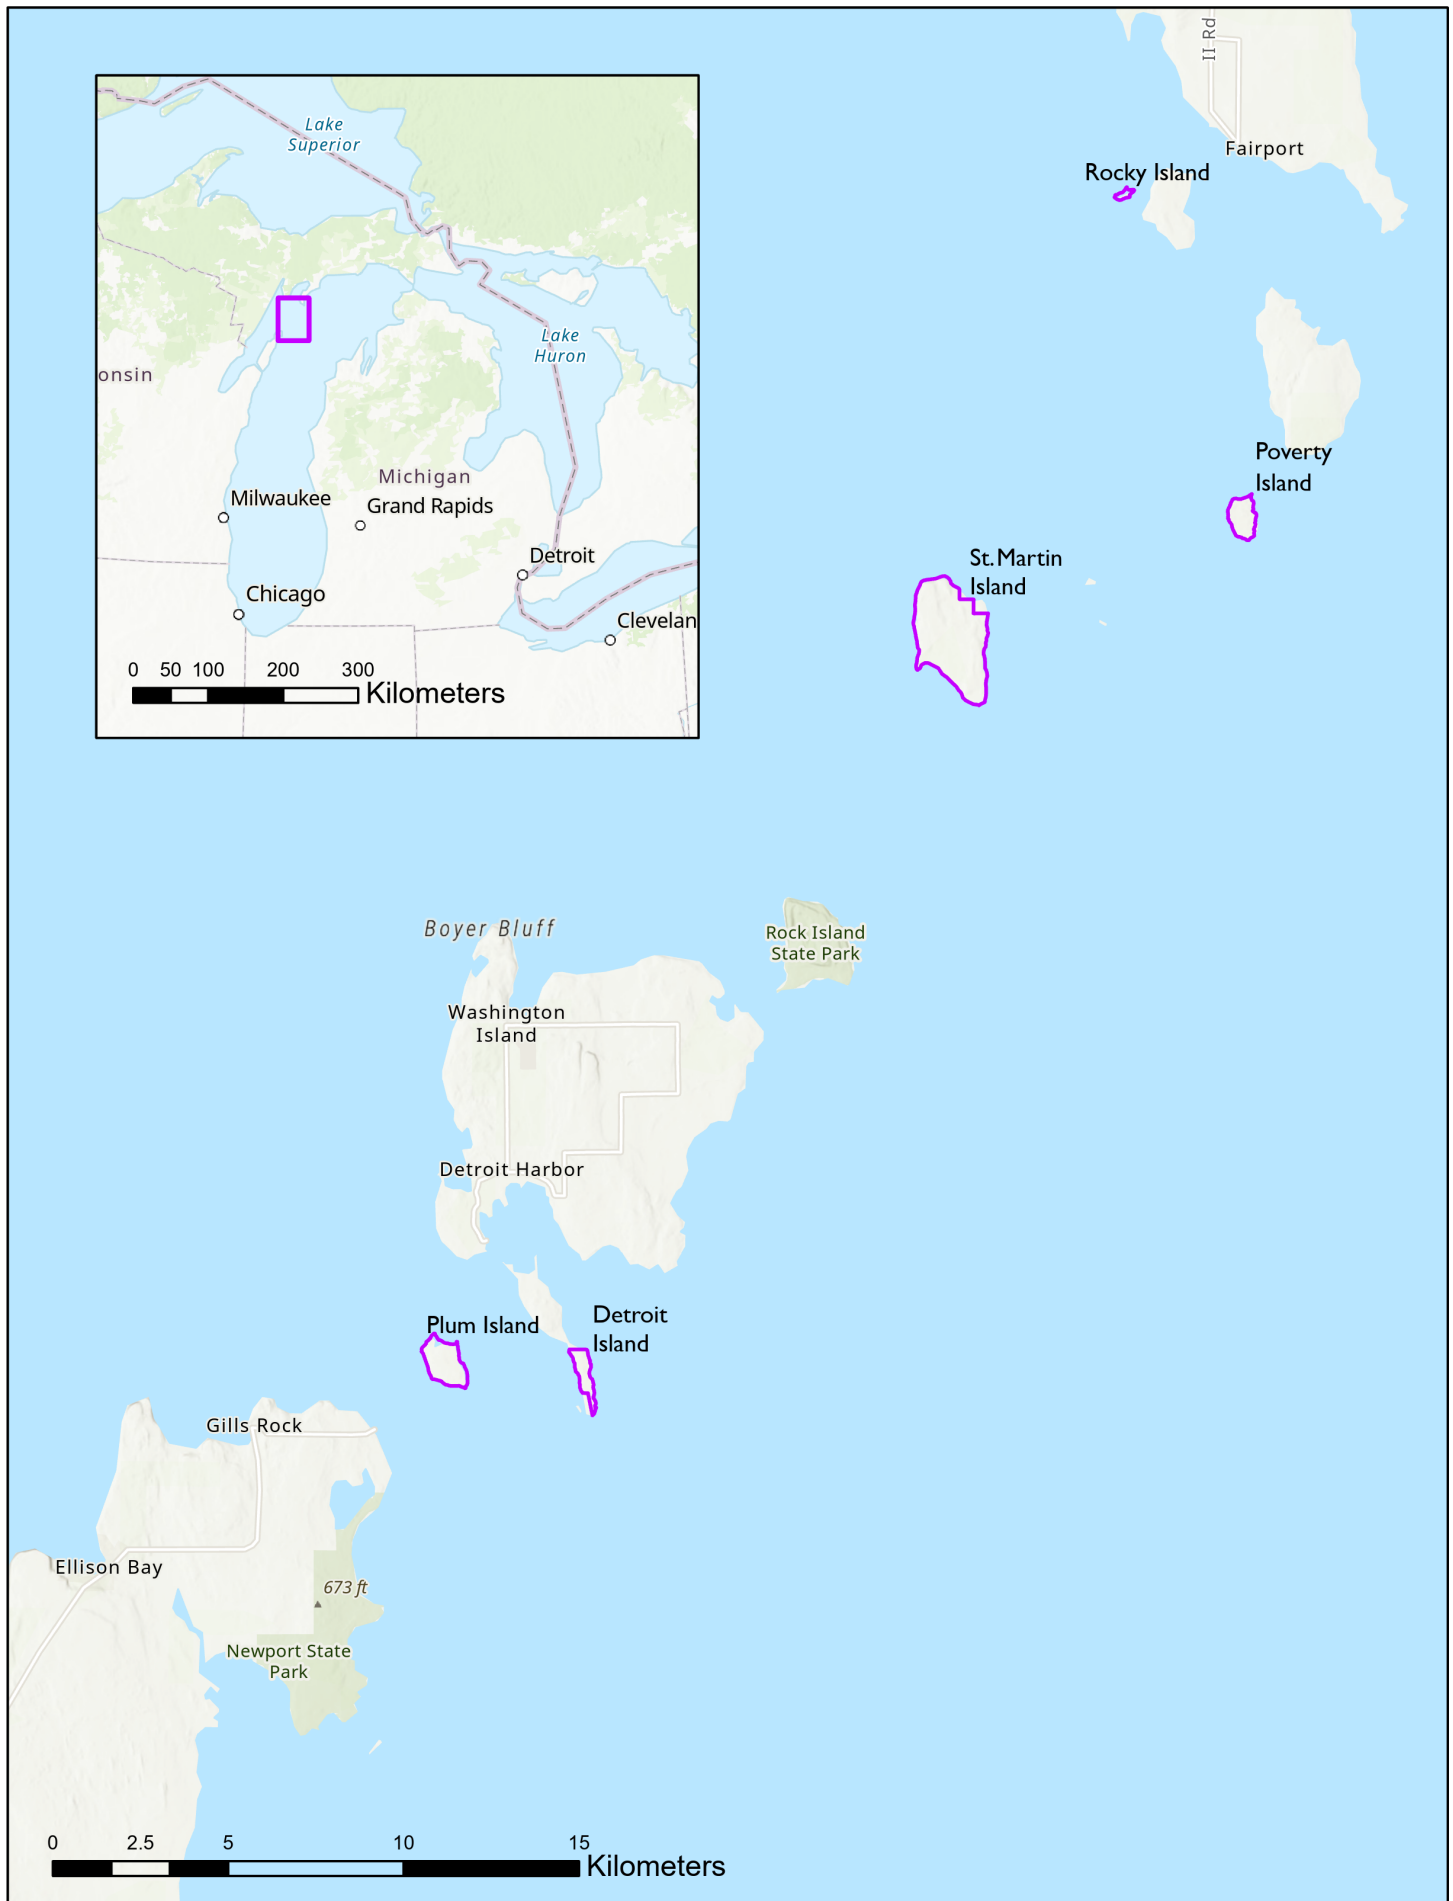 II Rd
Fairport
Rocky Island
Lake
Superior
Lake
Huron
onsin
Michigan
Milwaukee
Grand Rapids
Detroit
Chicago
Clevelan
0 50 100 200 300
Kilometers
Poverty
Island
St. Martin
Island
Boyer Bluff
Rock Island
State Park
Washington
Island
Detroit Harbor
Plum Island
Detroit
Island
Gills Rock
Ellison Bay
673 ft
Newport State
Park
0 2.5 5 10 15
Kilometers